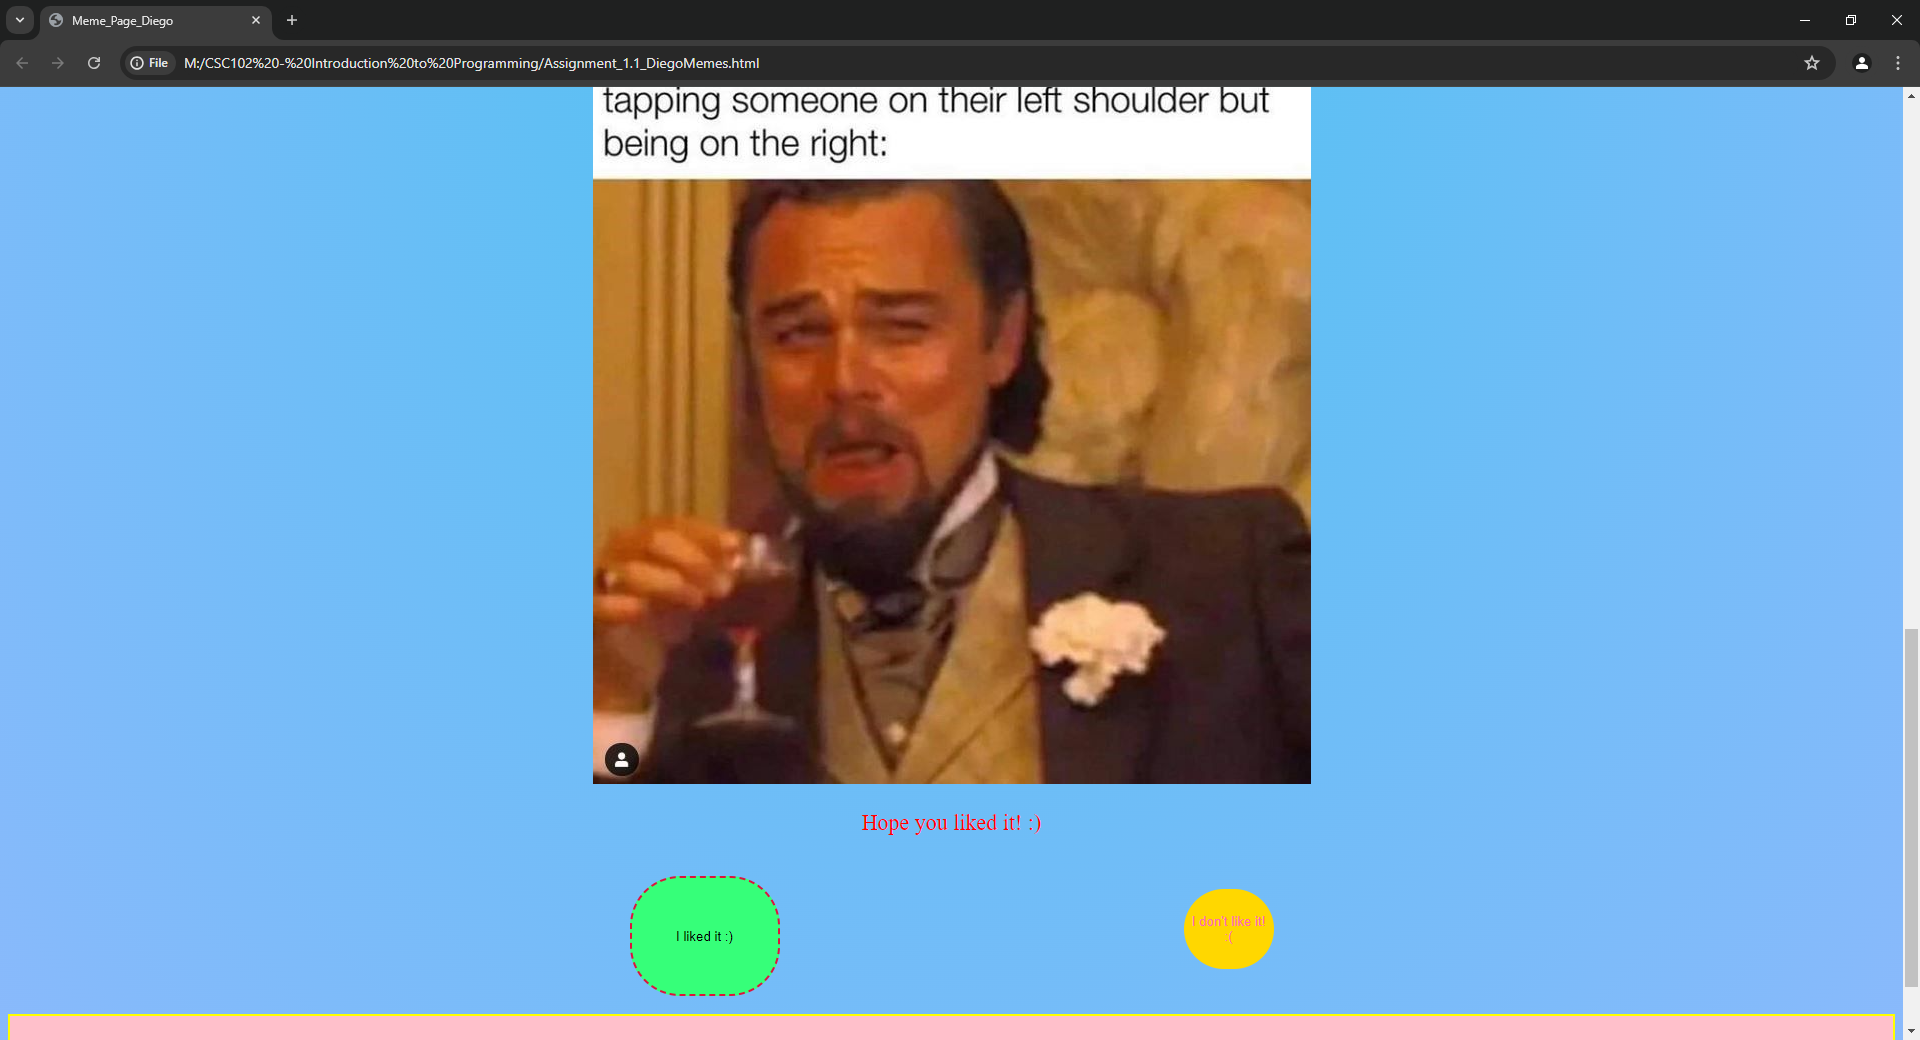 Meme_Page_Diego
File
M:/CSC102%20-%20Introduction%20to%20Programming/Assignment_1.1_DiegoMemes.html
tapping someone on their left shoulder but
being on the right:
Hope you liked it! :)
I liked it :)
I don't like it!
:(